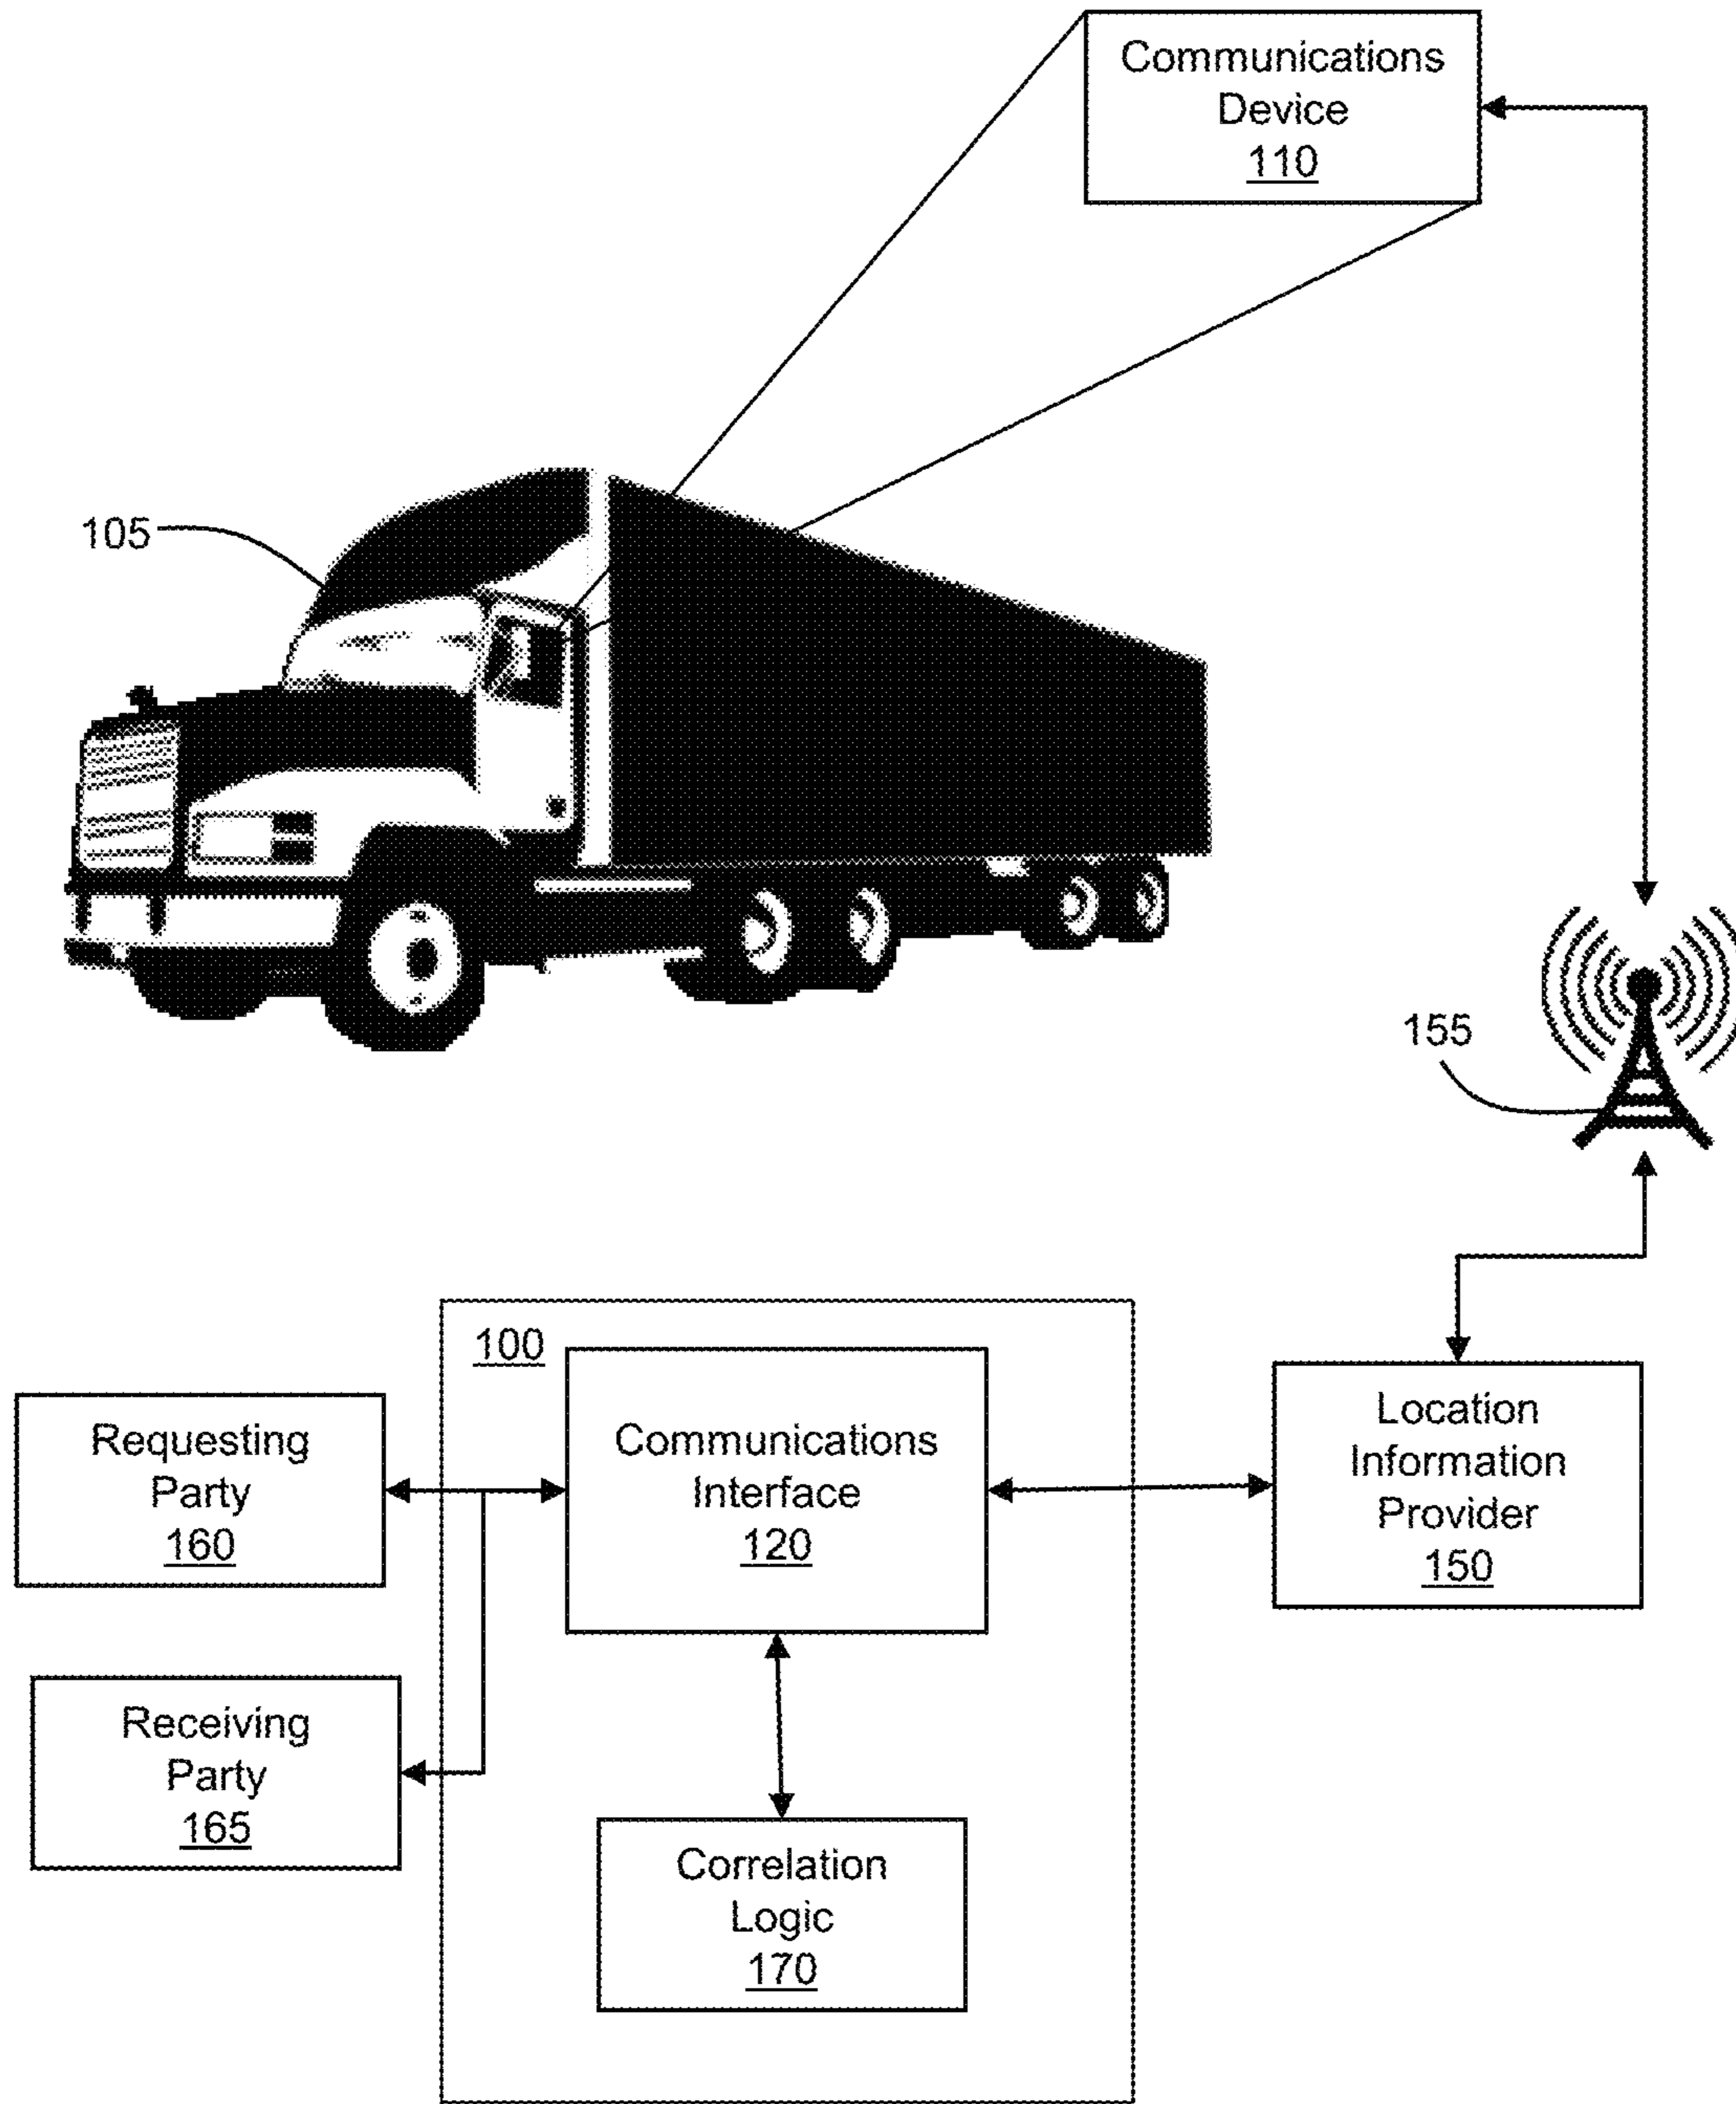 Communications
Device
110
105
155
100
Requesting
Party
160
Communications
Interface
120
Location
Information
Provider
150
Receiving
Party
165
Correlation
Logic
170